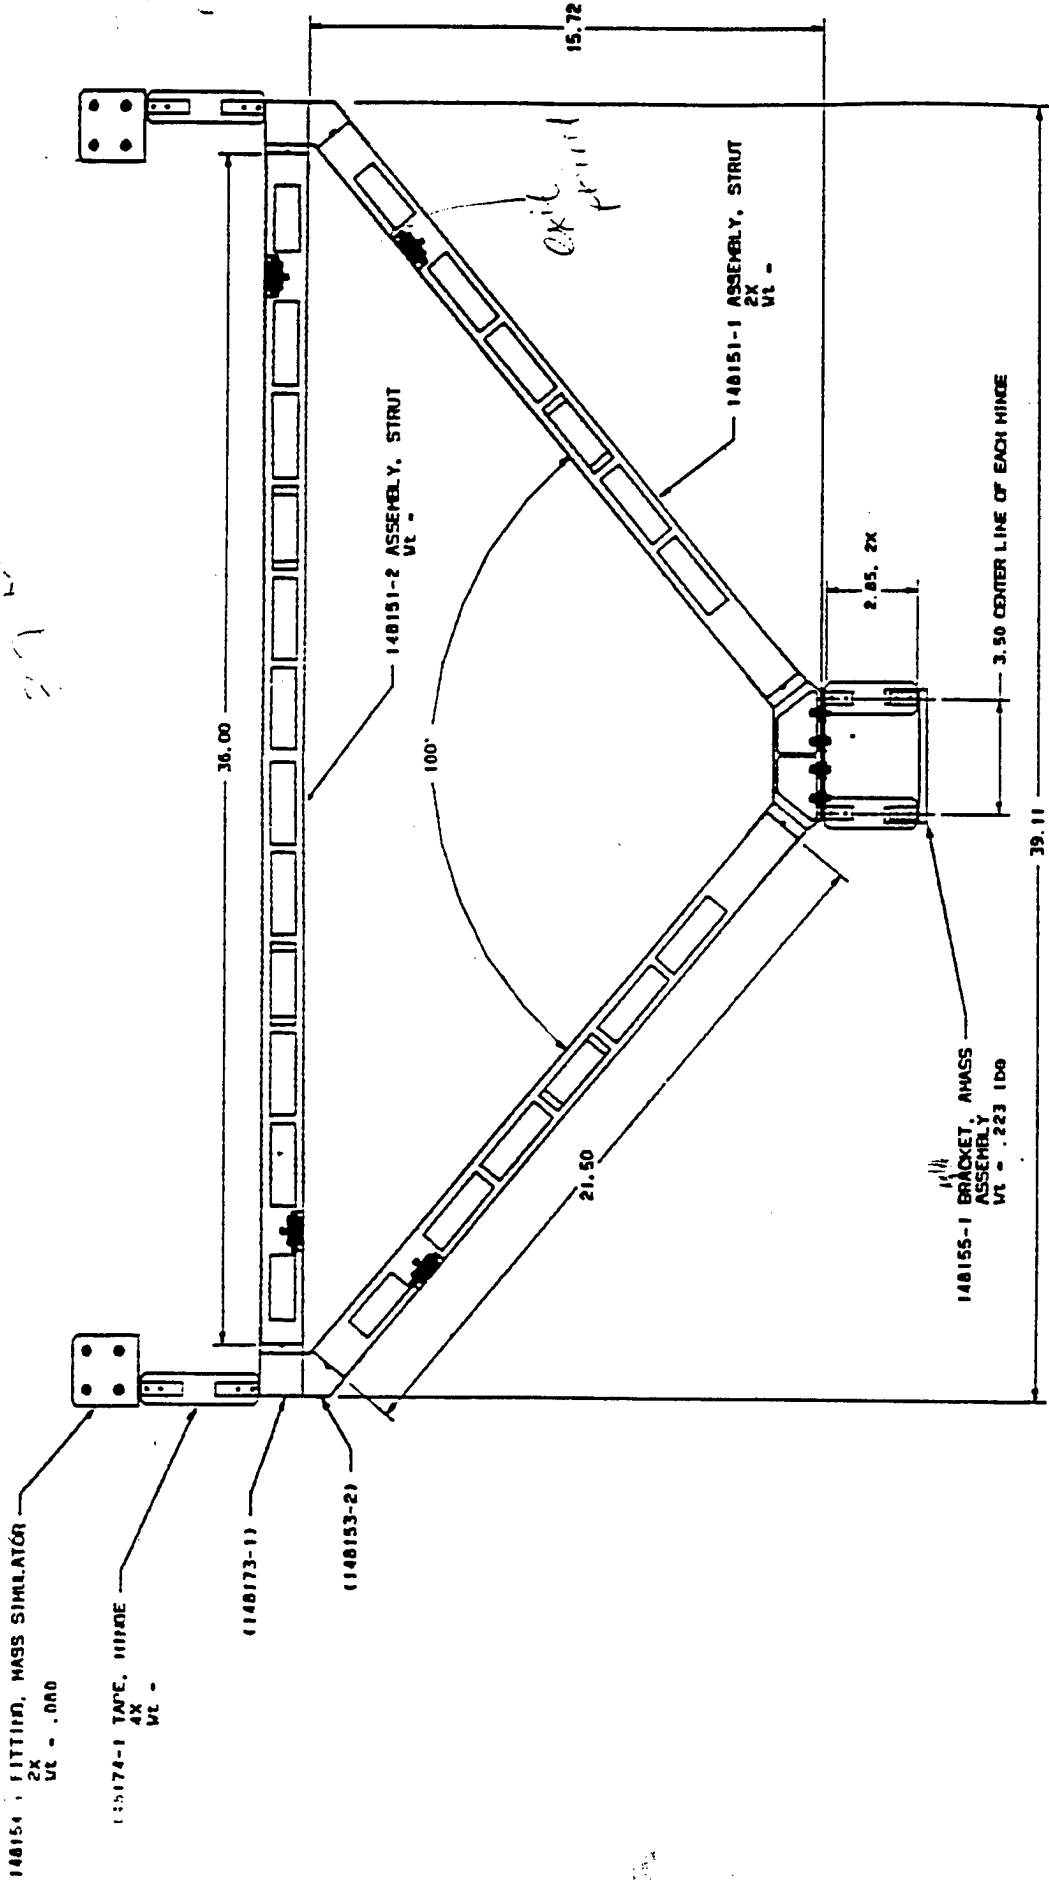 148154
FITTING, MASS SIMULATOR
2X
Wt - .080
TAPE, HINGE
4X
Wt -
(148173-1)
(148153-2)
36.00
148151-2 ASSEMBLY, STRUT
Wt -
100°
21.50
15.72
exit
148151-1 ASSEMBLY, STRUT
2X
Wt -
2.85, 2X
3.50 CENTER LINE OF EACH HINGE
39.11
148155-1 BRACKET, AMASS
ASSEMBLY
Wt - .223 lbs